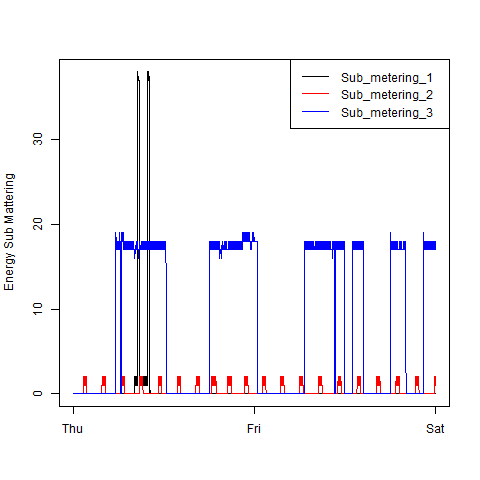 Sub_metering_1
Sub_metering_2
Sub_metering_3
Energy Sub Mattering
30
20
10
0
Thu
Fri
Sat